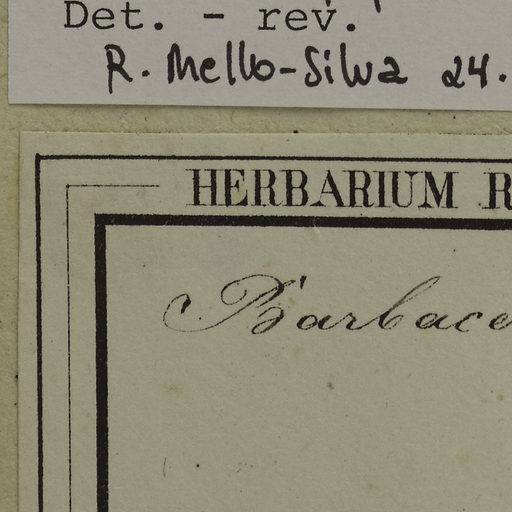 Det. - rev.
R. Mello-Silva 24.
HERBARIUM R
Barbace